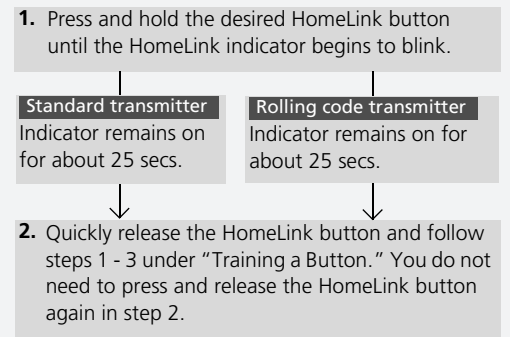 1. Press and hold the desired HomeLink button
until the HomeLink indicator begins to blink.
Standard transmitter
Indicator remains on
for about 25 secs.
Rolling code transmitter
Indicator remains on for
about 25 secs.
2. Quickly release the HomeLink button and follow
steps 1 - 3 under “Training a Button.” You do not
need to press and release the HomeLink button
again in step 2.